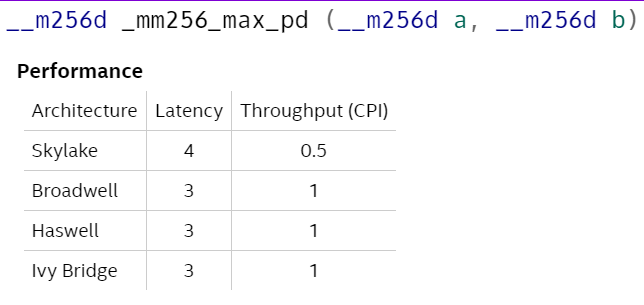 __m256d _mm256_max_pd (__m256d a, __m256d b)
Performance
Architecture Latency Throughput (CPI)
Skylake 4 0.5
Broadwell 3 1
Haswell 3 1
Ivy Bridge 3 1